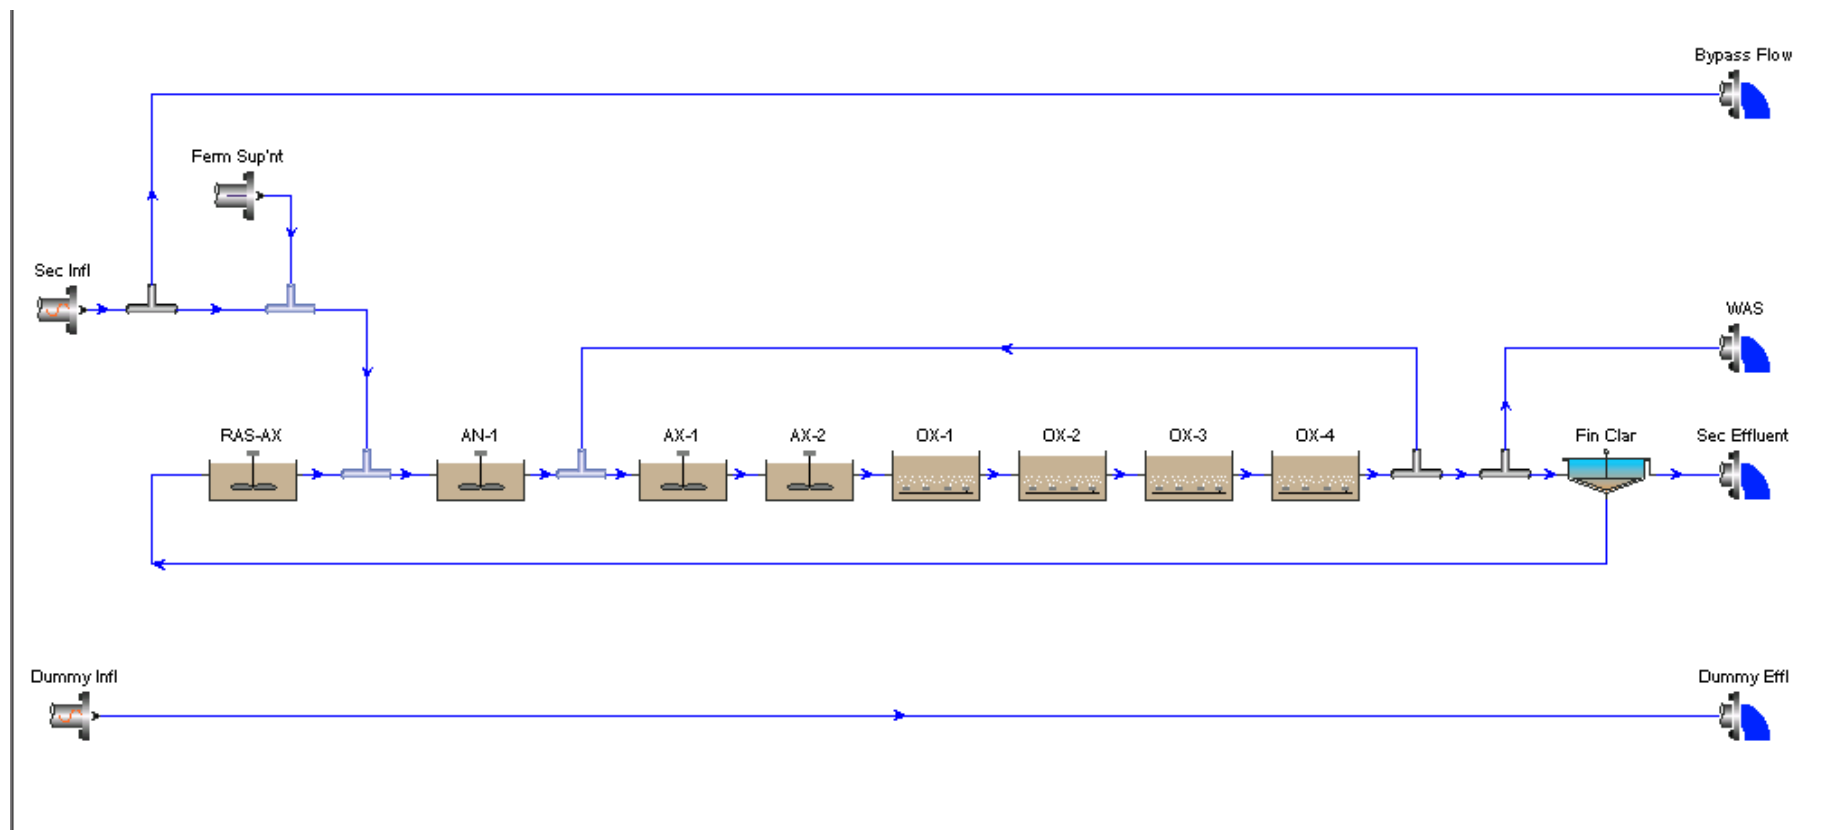 Bypass Flow
Ferm Sup'nt
Sec Infl
WAS
RAS-AX
AN-1
AX-1
AX-2
OX-1
OX-2
OX-3
OX-4
Fin Clar
Sec Effluent
Dummy Infl
Dummy Effl